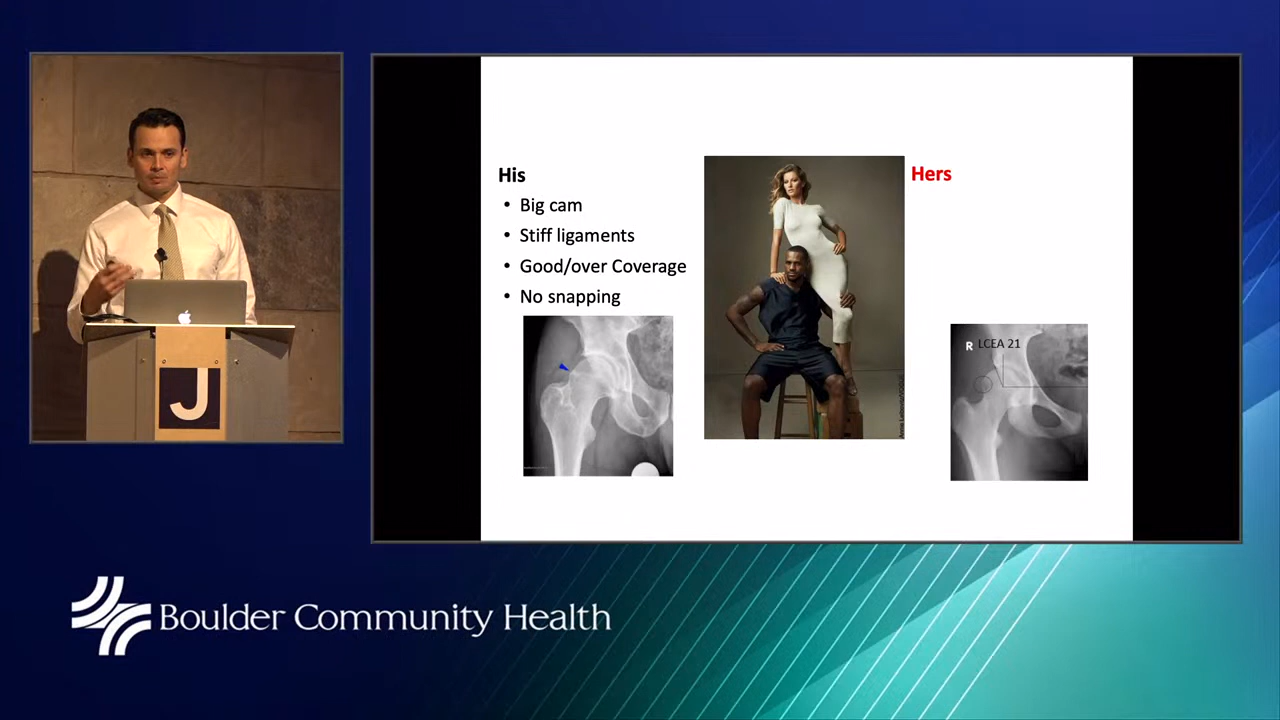 His
• Big cam
• Stiff ligaments
• Good/over Coverage
• No snapping
Hers
R LCEA 21
J
Boulder Community Health